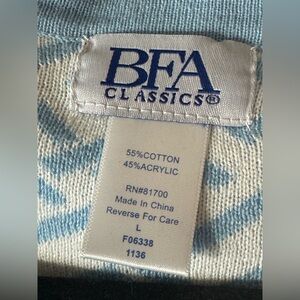 BFA
CLASSICS®
55%COTTON
45%ACRYLIC
RN#81700
Made In China
Reverse For Care
L
F06338
1136